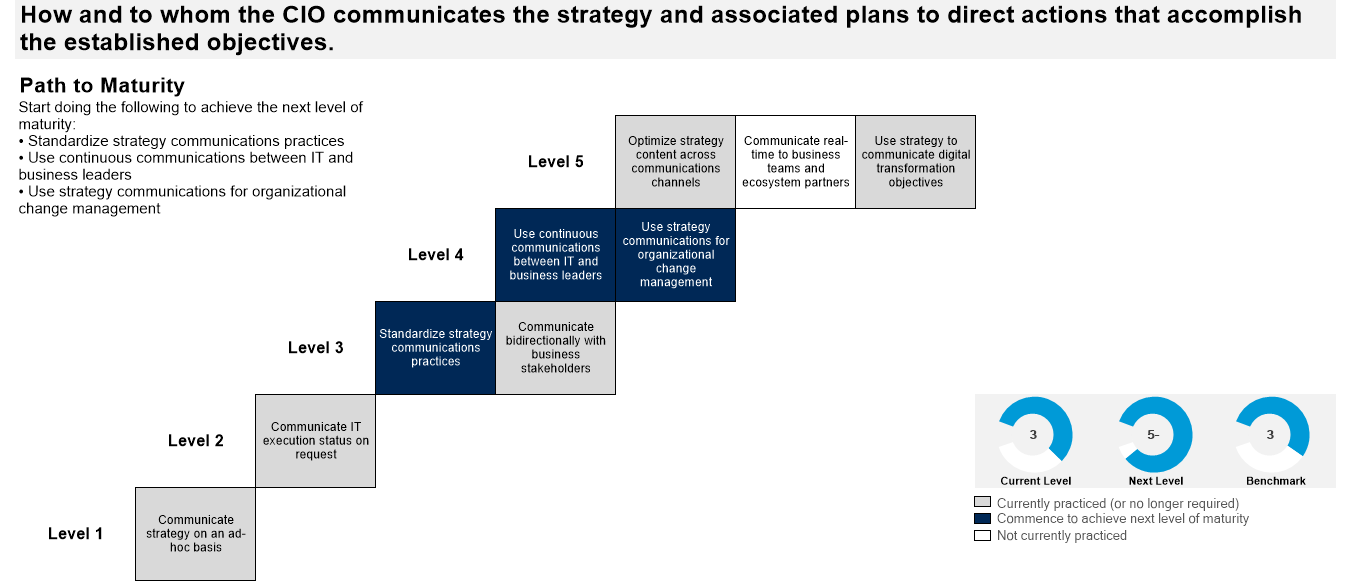 How and to whom the CIO communicates the strategy and associated plans to direct actions that accomplish
the established objectives.
Path to Maturity
Start doing the following to achieve the next level of
maturity:
• Standardize strategy communications practices
• Use continuous communications between IT and
business leaders
• Use strategy communications for organizational
change management
Level 5
Optimize strategy
content across
communications
channels
Communicate real-
time to business
teams and
ecosystem partners
Use strategy to
communicate digital
transformation
objectives
Level 4
Use continuous
communications
between IT and
business leaders
Use strategy
communications for
organizational
change
management
Level 3
Standardize strategy
communications
practices
Communicate
bidirectionally with
business
stakeholders
Level 2
Communicate IT
execution status on
request
Level 1
Communicate
strategy on an ad-
hoc basis
3
Current Level
5-
Next Level
3
Benchmark
Currently practiced (or no longer required)
Commence to achieve next level of maturity
Not currently practiced